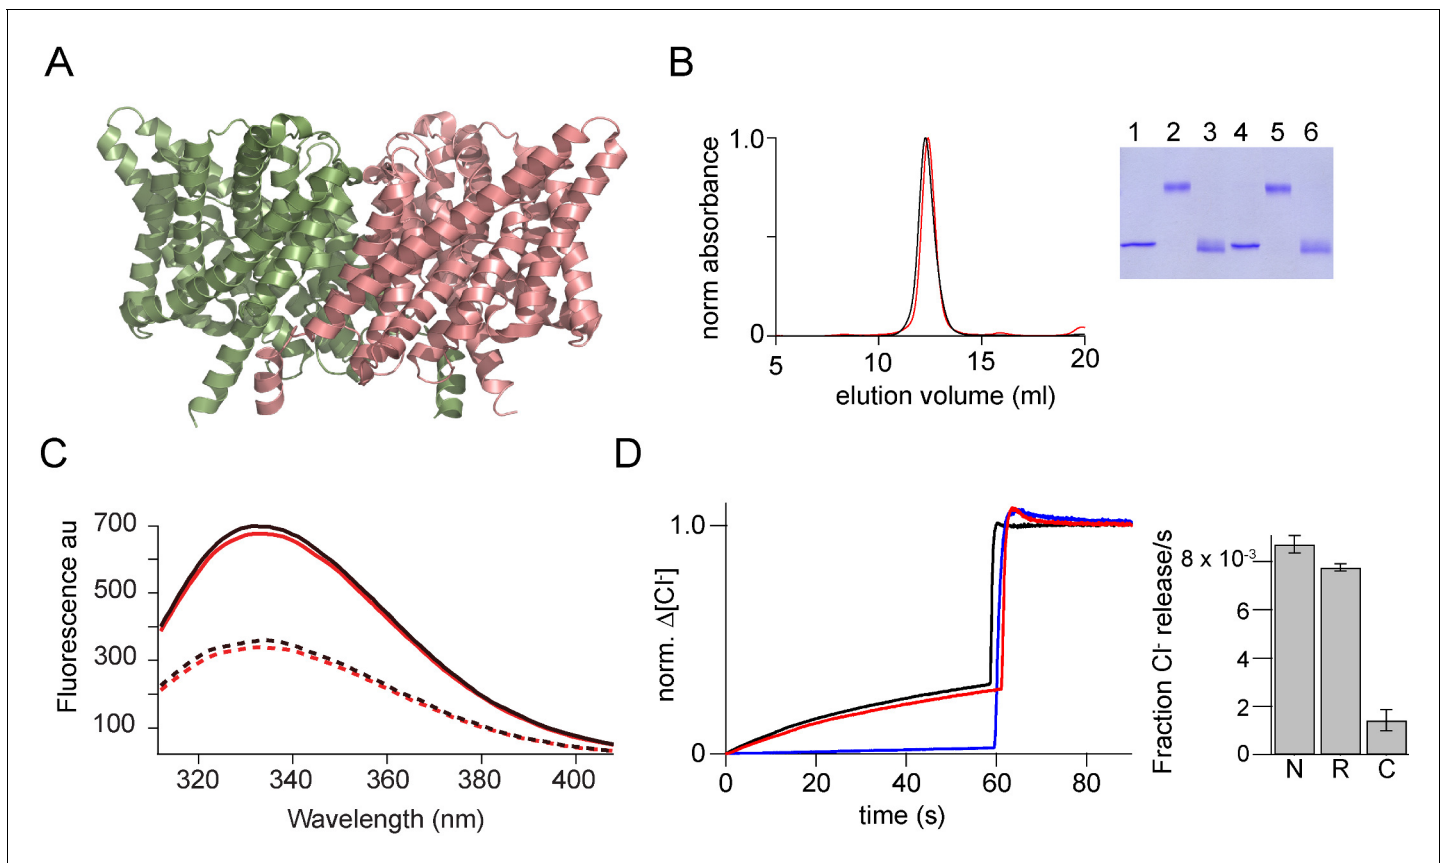 A
B
norm absorbance
1.0
0
5
10
15
20
elution volume (ml)
1 2 3 4 5 6
C
Fluorescence au
700
500
300
100
320
340
360
380
400
Wavelength (nm)
D
norm. Δ[Cl⁻]
1.0
0
0
20
40
60
80
time (s)
Fraction Cl⁻ release/s
8 x 10⁻³
6
4
2
0
N R C